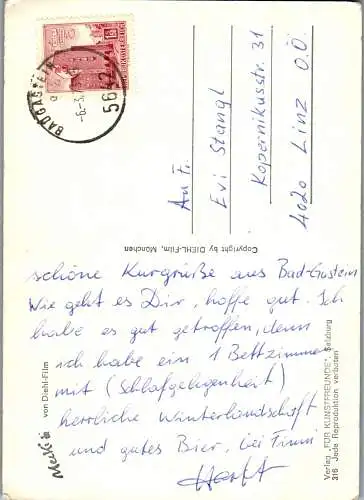 BADGASTEIN
-6.-3.7
5642
An Fr.
Evi Stangl
Kopernikusstr. 31
4020 Linz O.Ö.
Copyright by DIEHL-Film, München
schöne Kurgrüße aus Bad-Gastein
Wie geht es Dir, hoffe gut. Ich
habe es gut getroffen, denn
ich habe ein 1 Bettzimmer
mit (Schlafgelegenheit)
herrliche Winterlandschaft
und gutes Bier, bei Finni
von Diehl-Film
Verlag „FÜR KUNSTFREUNDE", Salzburg
316 Jede Reproduktion verboten